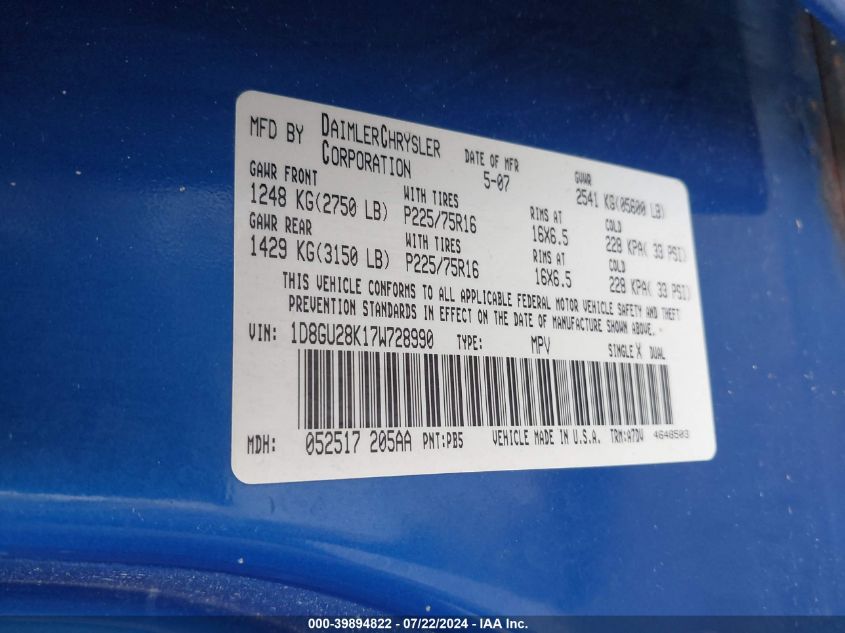 MFD BY DAIMLERCHRYSLER CORPORATION
DATE OF MFR 5-07
GVWR 2541 KG(05600 LB)
GAWR FRONT WITH TIRES RIMS AT COLD
1248 KG(2750 LB) P225/75R16 16X6.5 228 KPA( 33 PSI)
GAWR REAR WITH TIRES RIMS AT COLD
1429 KG(3150 LB) P225/75R16 16X6.5 228 KPA( 33 PSI)
THIS VEHICLE CONFORMS TO ALL APPLICABLE FEDERAL MOTOR VEHICLE SAFETY AND THEFT
PREVENTION STANDARDS IN EFFECT ON THE DATE OF MANUFACTURE SHOWN ABOVE. -
VIN: 1D8GU28K17W728990 TYPE: MPV SINGLE X DUAL
MDH: 052517 205AA PNT:PB5 VEHICLE MADE IN U.S.A. TRM:A7DV 4648503
000-39894822 / 07/22/2024 - IAA Inc.